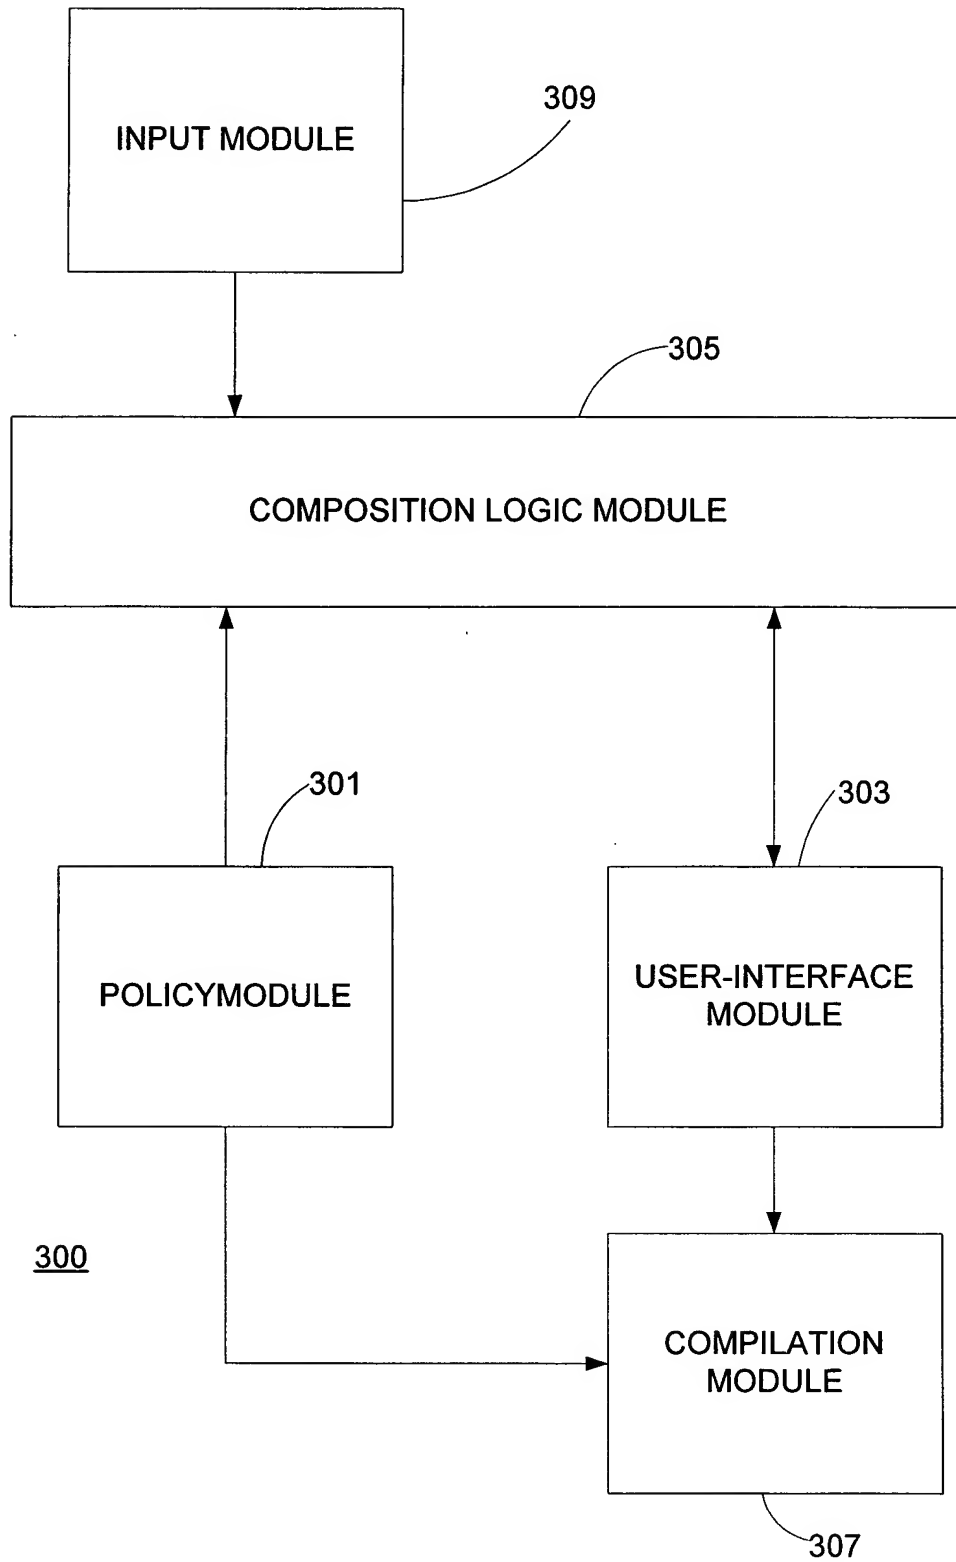 INPUT MODULE
309
305
COMPOSITION LOGIC MODULE
301
303
POLICYMODULE
USER-INTERFACE
MODULE
300
COMPILATION
MODULE
307